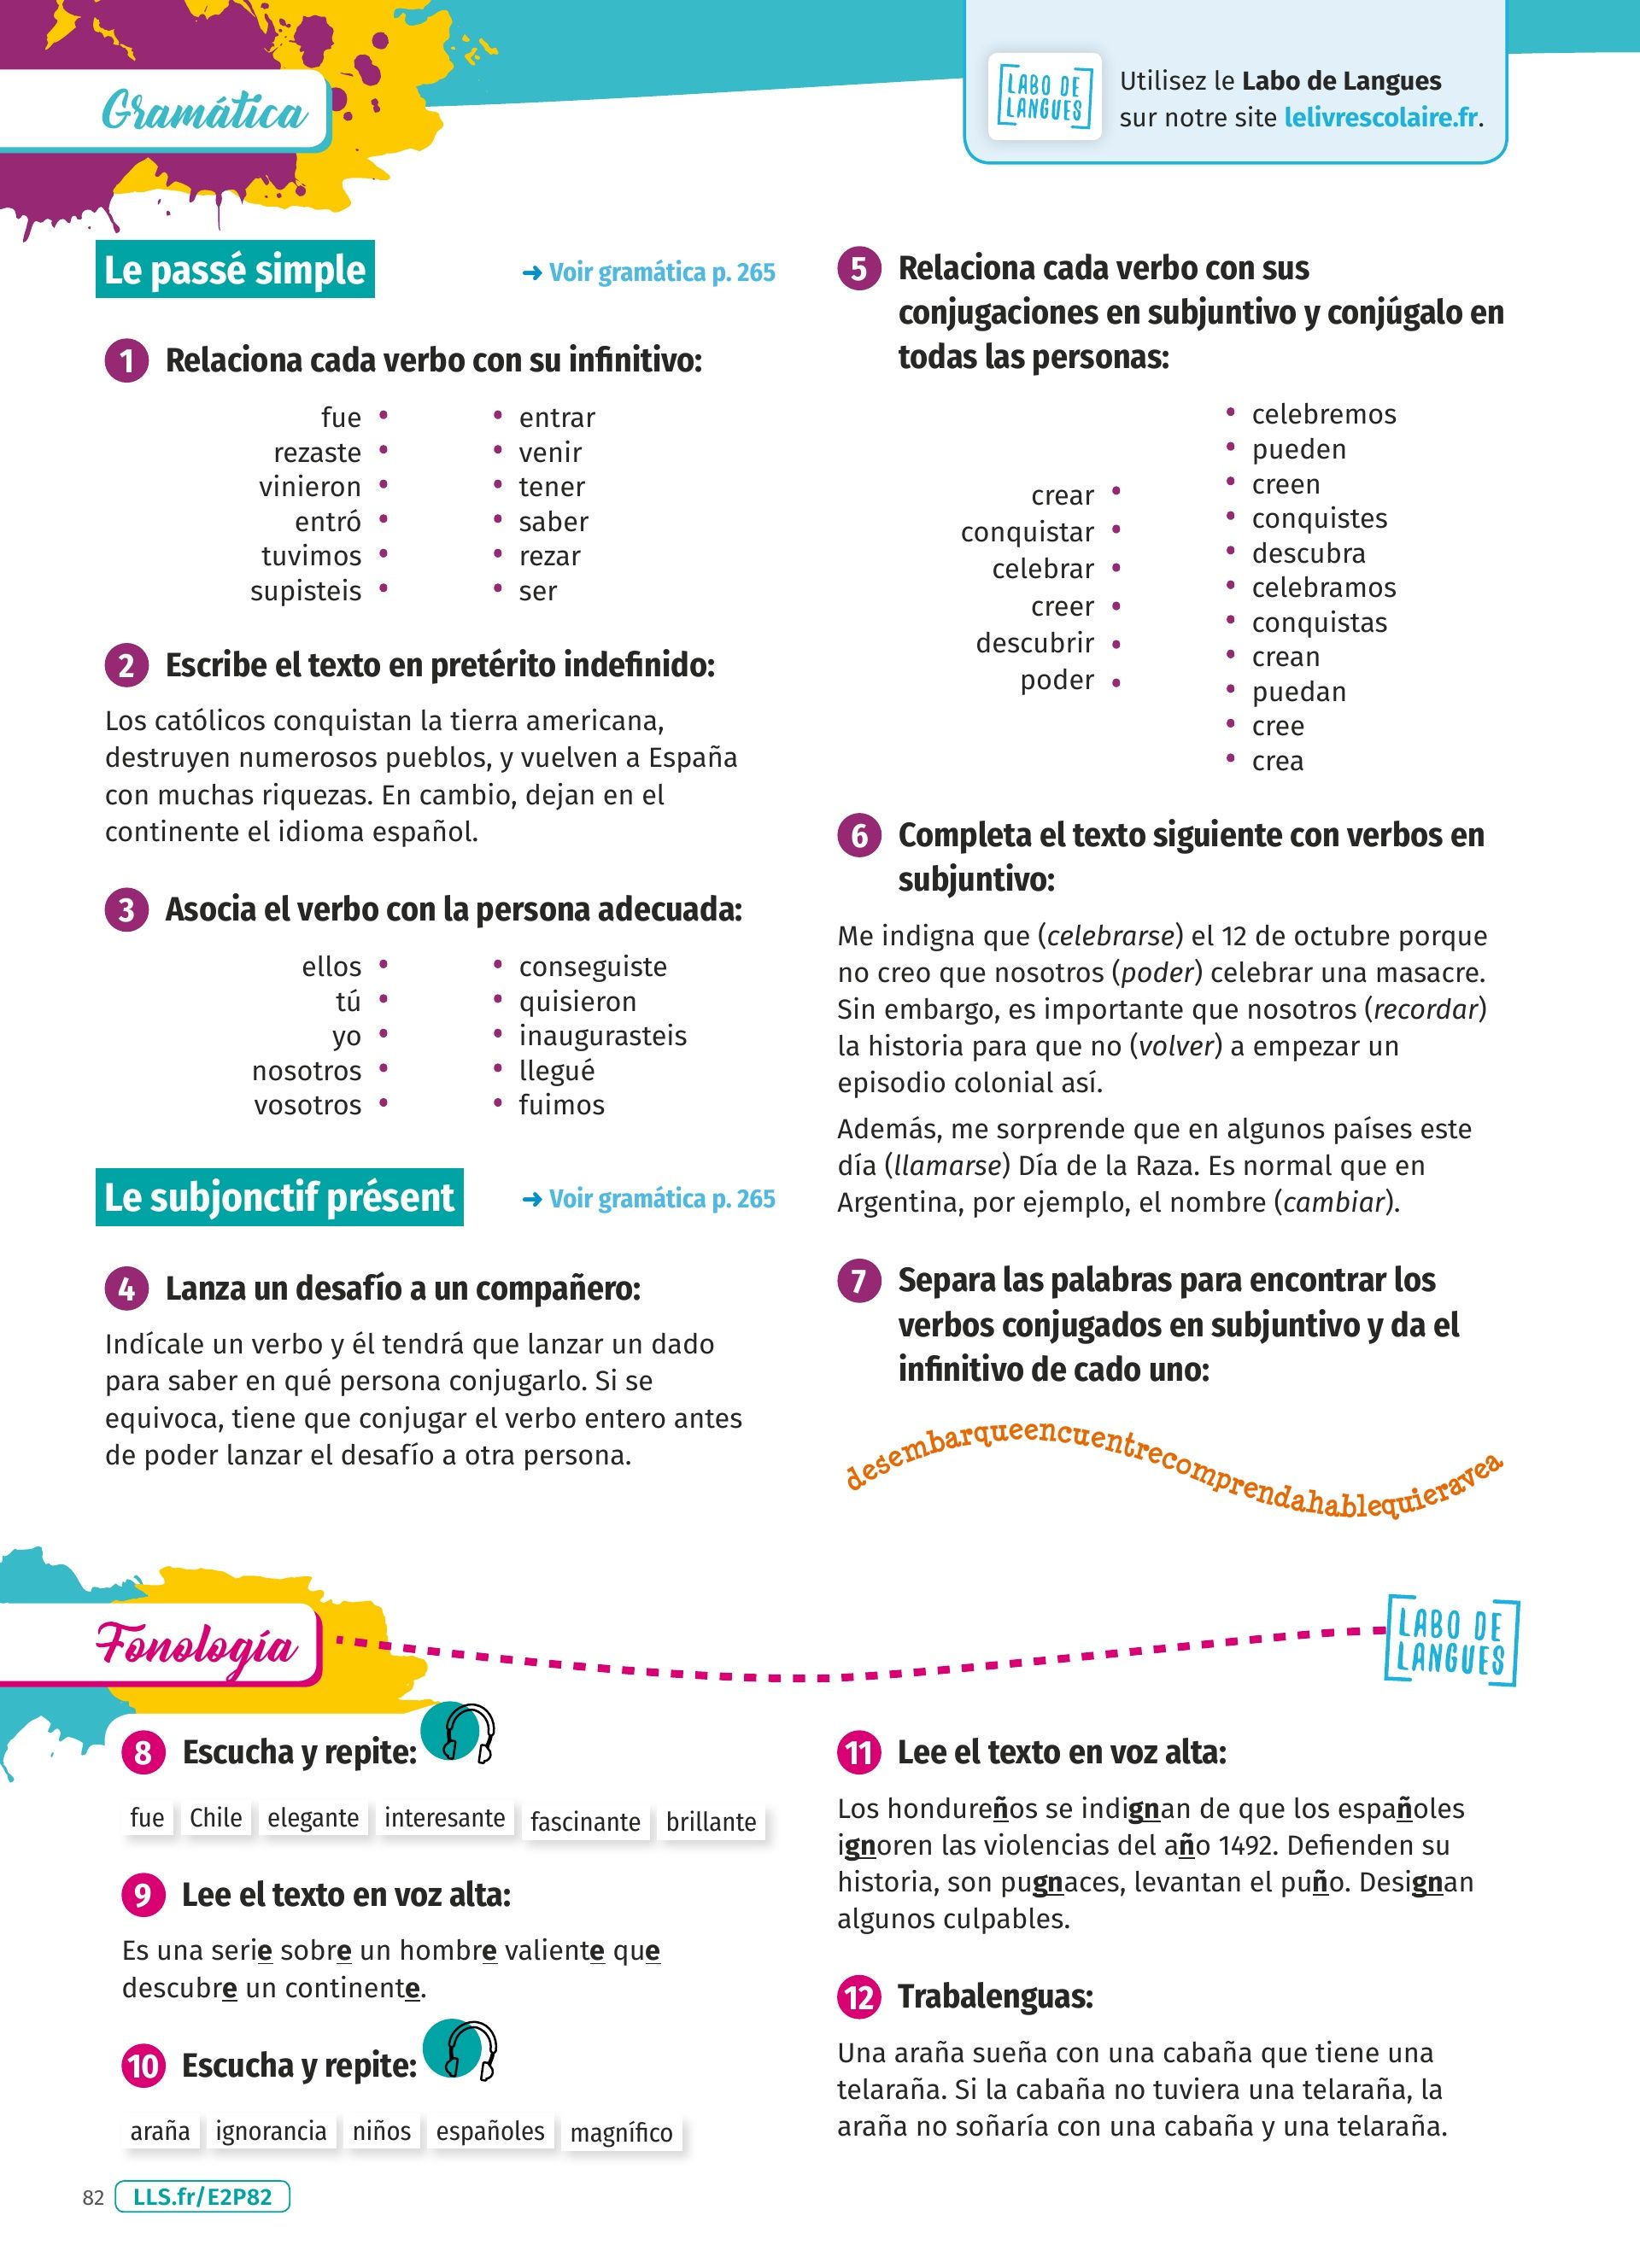 Gramática
LABO DE
LANGUES
Utilisez le Labo de Langues
sur notre site lelivrescolaire.fr.
Le passé simple
➜ Voir gramática p. 265
1 Relaciona cada verbo con su infinitivo:
fue • • entrar
rezaste • • venir
vinieron • • tener
entró • • saber
tuvimos • • rezar
supisteis • • ser
2 Escribe el texto en pretérito indefinido:
Los católicos conquistan la tierra americana,
destruyen numerosos pueblos, y vuelven a España
con muchas riquezas. En cambio, dejan en el
continente el idioma español.
3 Asocia el verbo con la persona adecuada:
ellos • • conseguiste
tú • • quisieron
yo • • inaugurasteis
nosotros • • llegué
vosotros • • fuimos
Le subjonctif présent
➜ Voir gramática p. 265
4 Lanza un desafío a un compañero:
Indícale un verbo y él tendrá que lanzar un dado
para saber en qué persona conjugarlo. Si se
equivoca, tiene que conjugar el verbo entero antes
de poder lanzar el desafío a otra persona.
5 Relaciona cada verbo con sus
conjugaciones en subjuntivo y conjúgalo en
todas las personas:
crear •
conquistar •
celebrar •
creer •
descubrir •
poder •
• celebremos
• pueden
• creen
• conquistes
• descubra
• celebramos
• conquistas
• crean
• puedan
• cree
• crea
6 Completa el texto siguiente con verbos en
subjuntivo:
Me indigna que (celebrarse) el 12 de octubre porque
no creo que nosotros (poder) celebrar una masacre.
Sin embargo, es importante que nosotros (recordar)
la historia para que no (volver) a empezar un
episodio colonial así.
Además, me sorprende que en algunos países este
día (llamarse) Día de la Raza. Es normal que en
Argentina, por ejemplo, el nombre (cambiar).
7 Separa las palabras para encontrar los
verbos conjugados en subjuntivo y da el
infinitivo de cado uno:
desembarqueencuentrecomprendahablequieravea
Fonología
LABO DE
LANGUES
8 Escucha y repite:
fue Chile elegante interesante fascinante brillante
9 Lee el texto en voz alta:
Es una serie sobre un hombre valiente que
descubre un continente.
10 Escucha y repite:
araña ignorancia niños españoles magnífico
11 Lee el texto en voz alta:
Los hondureños se indignan de que los españoles
ignoren las violencias del año 1492. Defienden su
historia, son pugnaces, levantan el puño. Designan
algunos culpables.
12 Trabalenguas:
Una araña sueña con una cabaña que tiene una
telaraña. Si la cabaña no tuviera una telaraña, la
araña no soñaría con una cabaña y una telaraña.
82 LLS.fr/E2P82